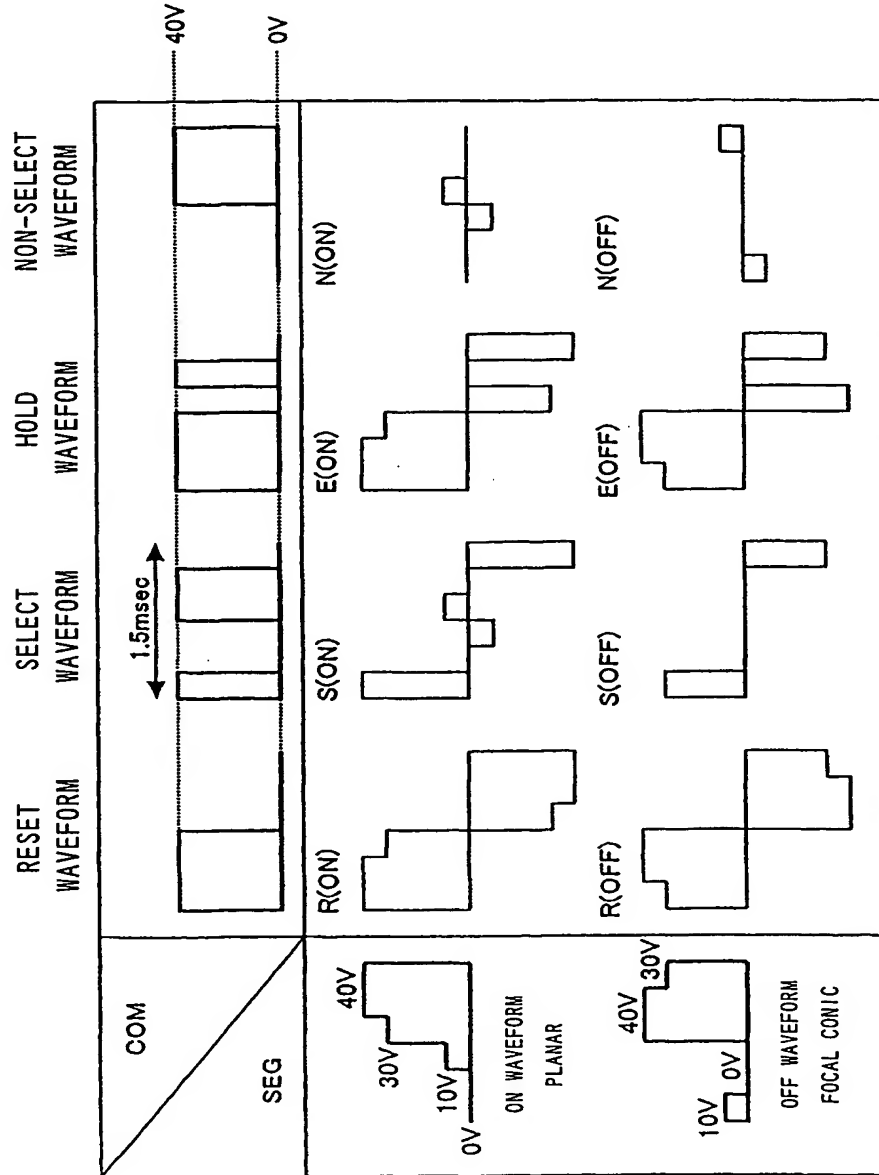 RESET
WAVEFORM
SELECT
WAVEFORM
HOLD
WAVEFORM
NON-SELECT
WAVEFORM
COM
SEG
1.5msec
40V
0V
40V
30V
10V
0V
ON WAVEFORM
PLANAR
R(ON)
S(ON)
E(ON)
N(ON)
40V
30V
10V
0V
OFF WAVEFORM
FOCAL CONIC
R(OFF)
S(OFF)
E(OFF)
N(OFF)